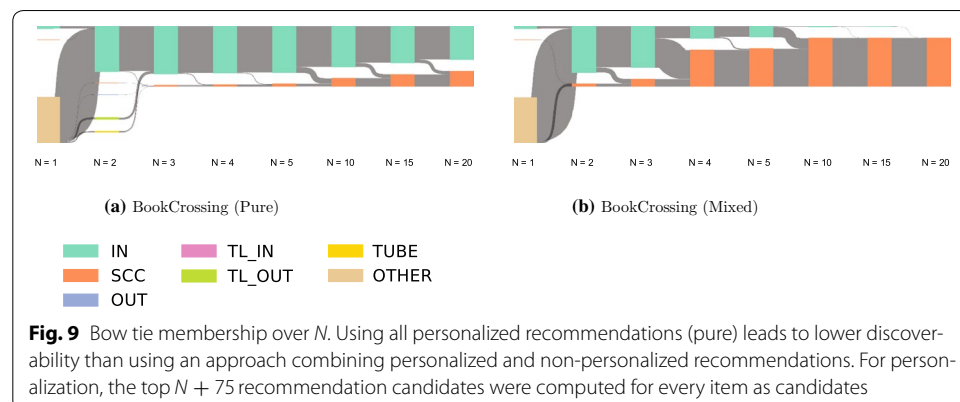 N = 1 N = 2 N = 3 N = 4 N = 5 N = 10 N = 15 N = 20
N = 1 N = 2 N = 3 N = 4 N = 5 N = 10 N = 15 N = 20
(a) BookCrossing (Pure)
(b) BookCrossing (Mixed)
IN TL_IN TUBE
SCC TL_OUT OTHER
OUT
Fig. 9 Bow tie membership over N. Using all personalized recommendations (pure) leads to lower discover-
ability than using an approach combining personalized and non-personalized recommendations. For person-
alization, the top N + 75 recommendation candidates were computed for every item as candidates